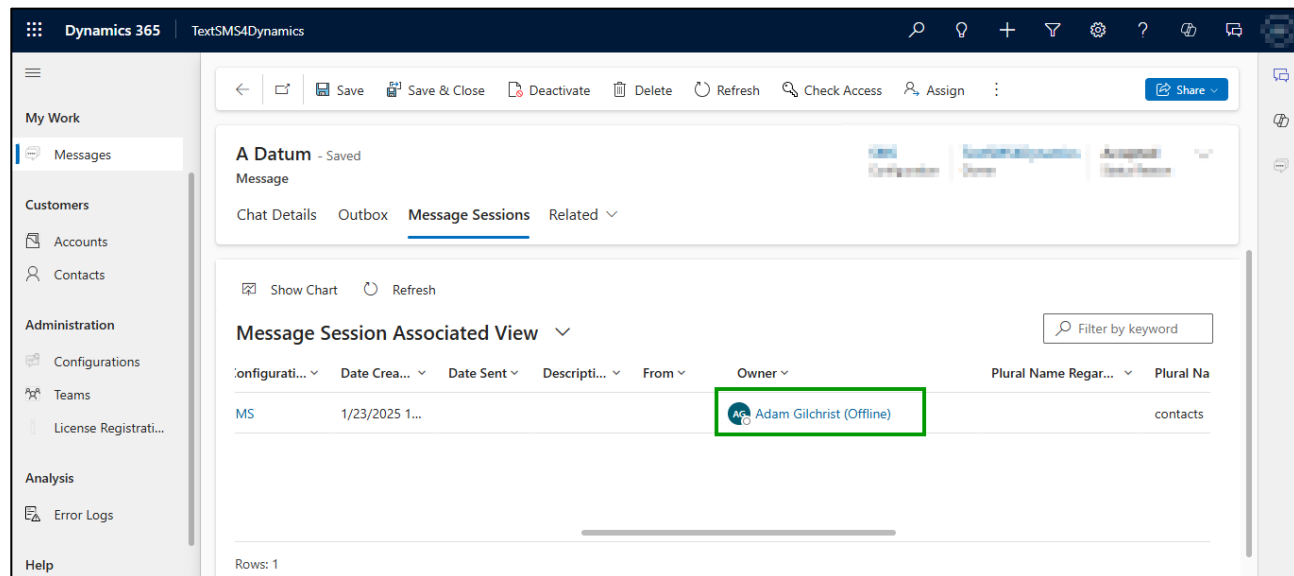 Dynamics 365 TextSMS4Dynamics
Save Save & Close Deactivate Delete Refresh Check Access Assign Share
My Work
Messages
Customers
Accounts
Contacts
Administration
Configurations
Teams
License Registrati...
Analysis
Error Logs
Help
A Datum - Saved
Message
Chat Details Outbox Message Sessions Related
Show Chart Refresh
Message Session Associated View
Filter by keyword
onfigurati... Date Crea... Date Sent Descripti... From Owner Plural Name Regar... Plural Na
MS 1/23/2025 1... AG Adam Gilchrist (Offline) contacts
Rows: 1